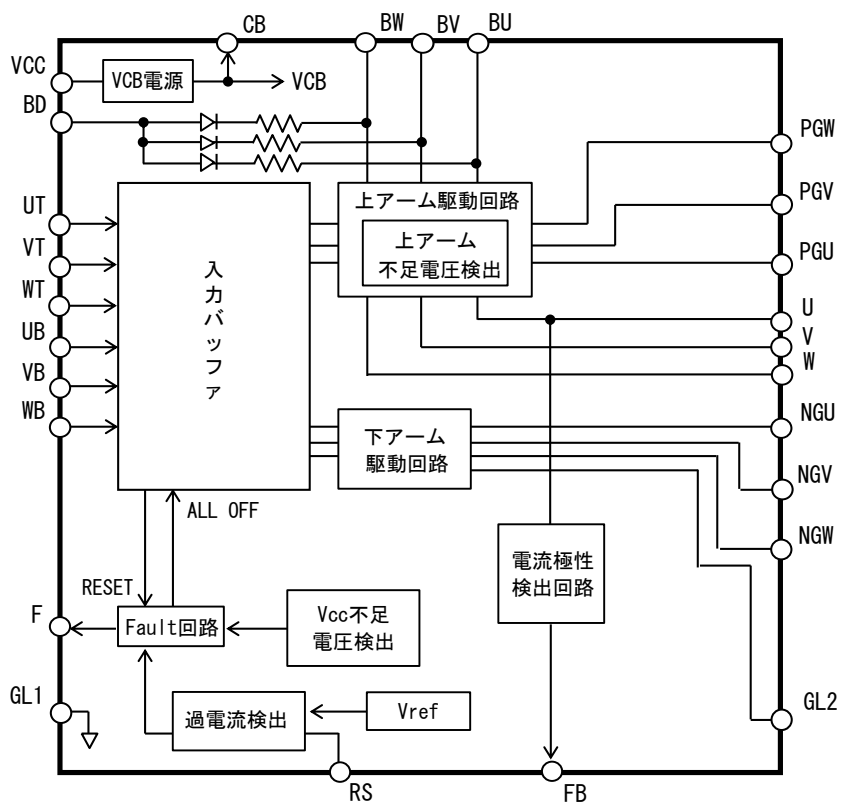 CB
BW
BV
BU
VCC
VCB電源
VCB
BD
PGW
UT
上アーム駆動回路
PGV
VT
上アーム
不足電圧検出
PGU
WT
入力バッファ
U
UB
V
VB
W
WB
下アーム
駆動回路
NGU
NGV
ALL OFF
NGW
電流極性
検出回路
RESET
F
Fault回路
Vcc不足
電圧検出
GL1
過電流検出
Vref
GL2
RS
FB